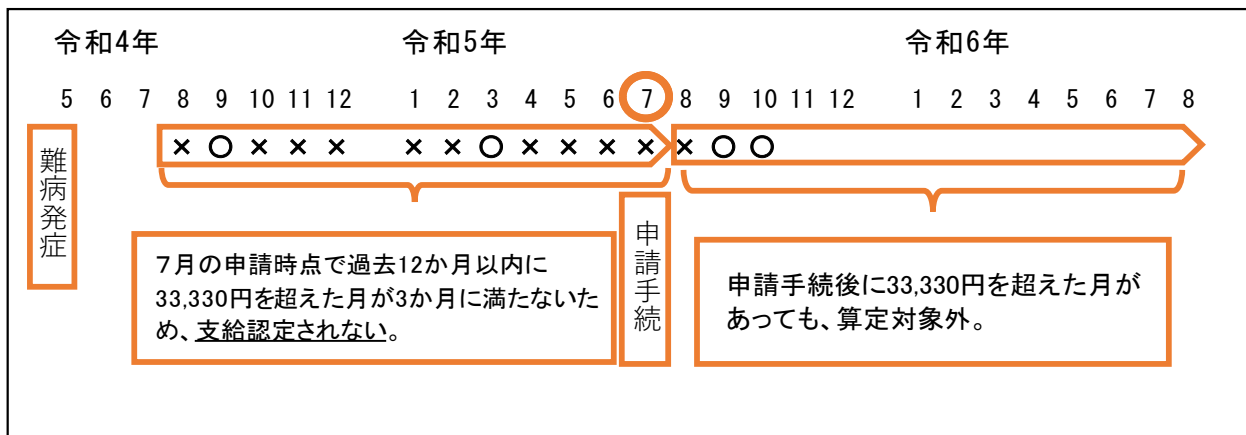 令和4年 令和5年 令和6年
5 6 7 8 9 10 11 12 1 2 3 4 5 6 7 8 9 10 11 12 1 2 3 4 5 6 7 8
× ○ × × × × × ○ × × × × × ○ ○
難病発症
申請手続
7月の申請時点で過去12か月以内に
33,330円を超えた月が3か月に満たないた
め、支給認定されない。
申請手続後に33,330円を超えた月が
あっても、算定対象外。